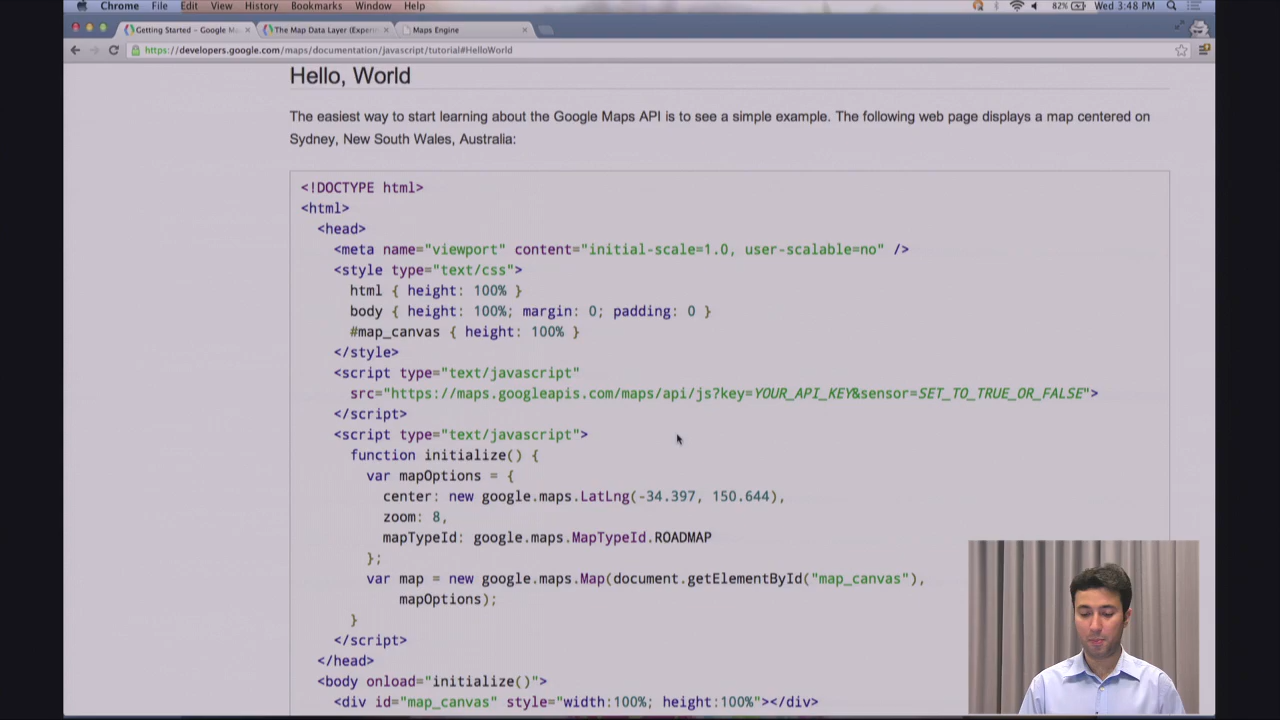 Chrome File Edit View History Bookmarks Window Help 82% Wed 3:48 PM
Getting Started – Google M The Map Data Layer (Experi Maps Engine
https://developers.google.com/maps/documentation/javascript/tutorial#HelloWorld
Hello, World
The easiest way to start learning about the Google Maps API is to see a simple example. The following web page displays a map centered on
Sydney, New South Wales, Australia:
<!DOCTYPE html>
<html>
<head>
<meta name="viewport" content="initial-scale=1.0, user-scalable=no" />
<style type="text/css">
html { height: 100% }
body { height: 100%; margin: 0; padding: 0 }
#map_canvas { height: 100% }
</style>
<script type="text/javascript"
src="https://maps.googleapis.com/maps/api/js?key=YOUR_API_KEY&sensor=SET_TO_TRUE_OR_FALSE">
</script>
<script type="text/javascript">
function initialize() {
var mapOptions = {
center: new google.maps.LatLng(-34.397, 150.644),
zoom: 8,
mapTypeId: google.maps.MapTypeId.ROADMAP
};
var map = new google.maps.Map(document.getElementById("map_canvas"),
mapOptions);
}
</script>
</head>
<body onload="initialize()">
<div id="map_canvas" style="width:100%; height:100%"></div>